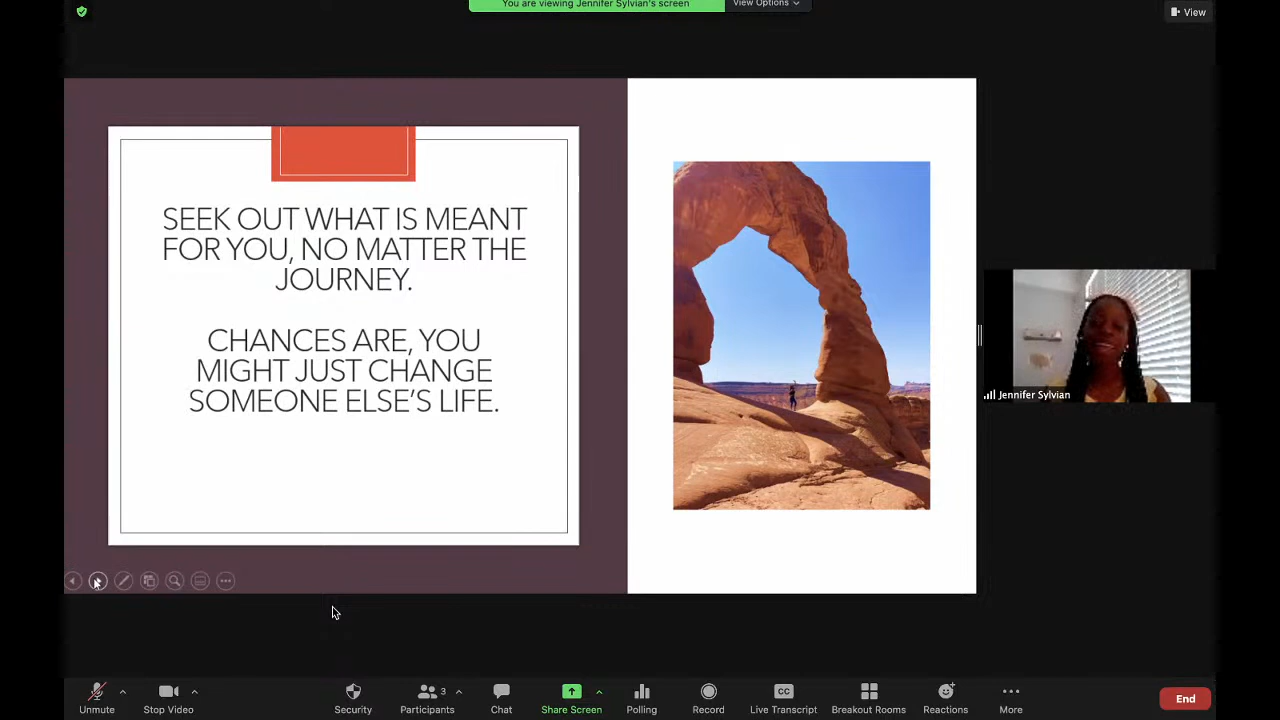 You are viewing Jennifer Sylvian's screen
View Options
View
SEEK OUT WHAT IS MEANT
FOR YOU, NO MATTER THE
JOURNEY.
CHANCES ARE, YOU
MIGHT JUST CHANGE
SOMEONE ELSE'S LIFE.
Jennifer Sylvian
Unmute
Stop Video
Security
3
Participants
Chat
Share Screen
Polling
Record
CC
Live Transcript
Breakout Rooms
Reactions
More
End